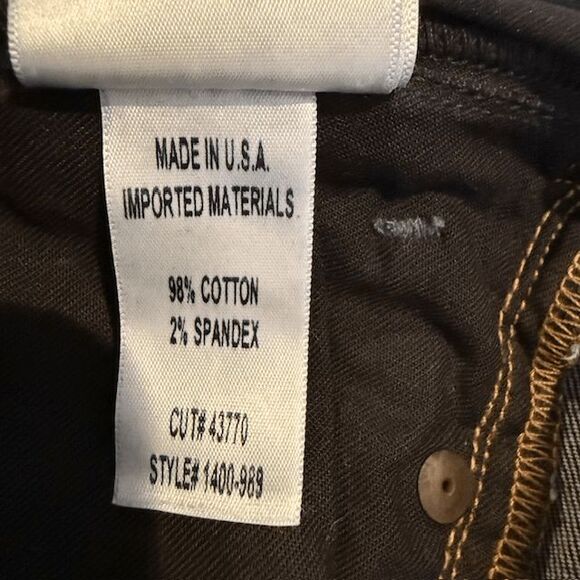 MADE IN U.S.A.
IMPORTED MATERIALS
98% COTTON
2% SPANDEX
CUT# 43770
STYLE# 1400-989